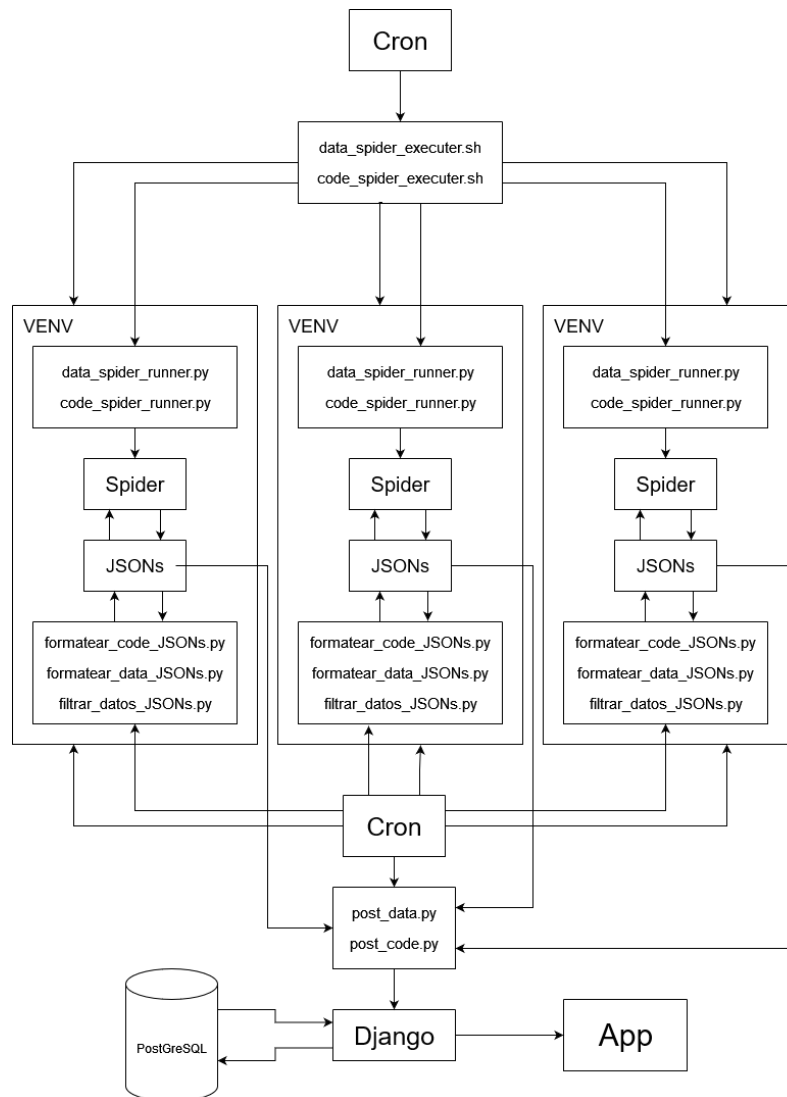 Cron
data_spider_executer.sh
code_spider_executer.sh
VENV
data_spider_runner.py
code_spider_runner.py
Spider
JSONs
formatear_code_JSONs.py
formatear_data_JSONs.py
filtrar_datos_JSONs.py
VENV
data_spider_runner.py
code_spider_runner.py
Spider
JSONs
formatear_code_JSONs.py
formatear_data_JSONs.py
filtrar_datos_JSONs.py
VENV
data_spider_runner.py
code_spider_runner.py
Spider
JSONs
formatear_code_JSONs.py
formatear_data_JSONs.py
filtrar_datos_JSONs.py
Cron
post_data.py
post_code.py
PostGreSQL
Django
App